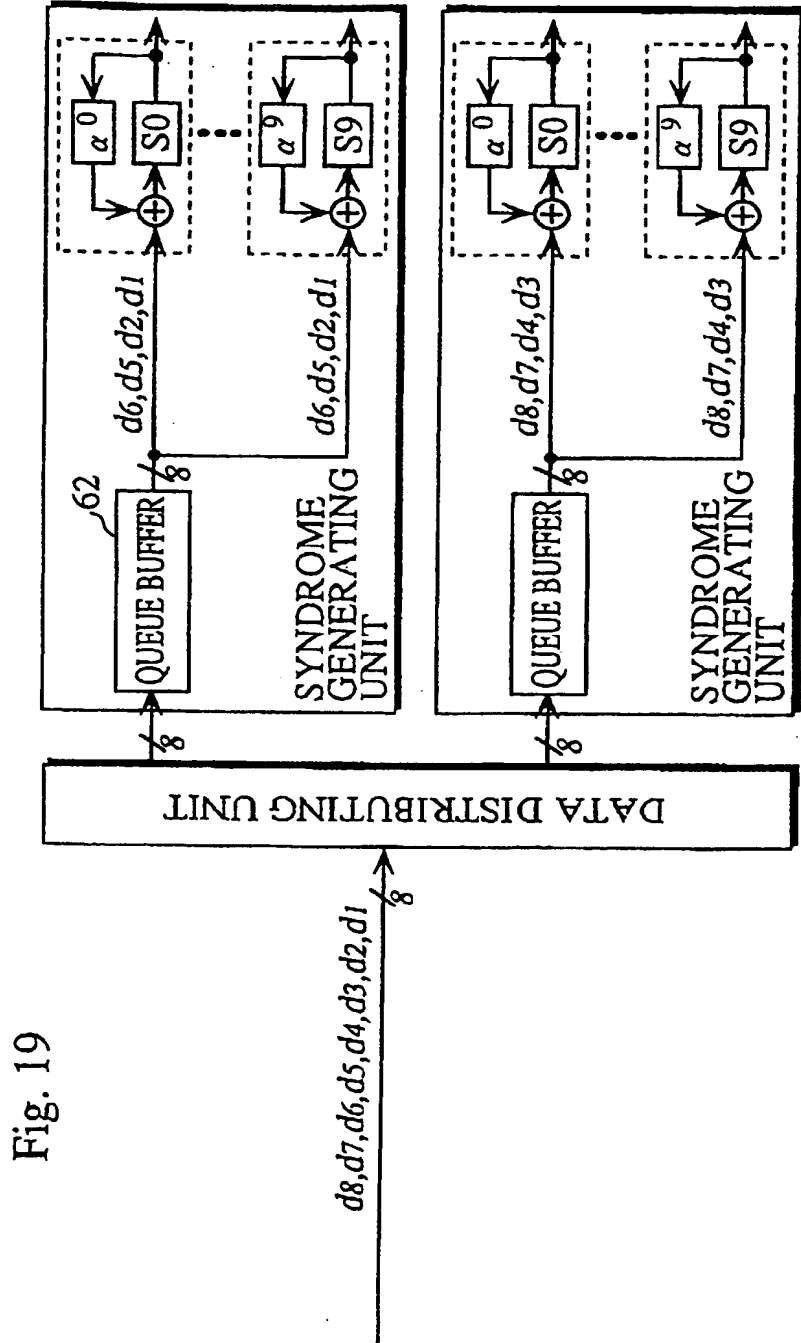 Fig. 19
d8,d7,d6,d5,d4,d3,d2,d1
8
DATA DISTRIBUTING UNIT
8
QUEUE BUFFER
62
8
d6,d5,d2,d1
d6,d5,d2,d1
α0
S0
α9
S9
SYNDROME
GENERATING
UNIT
8
QUEUE BUFFER
8
d8,d7,d4,d3
d8,d7,d4,d3
α0
S0
α9
S9
SYNDROME
GENERATING
UNIT